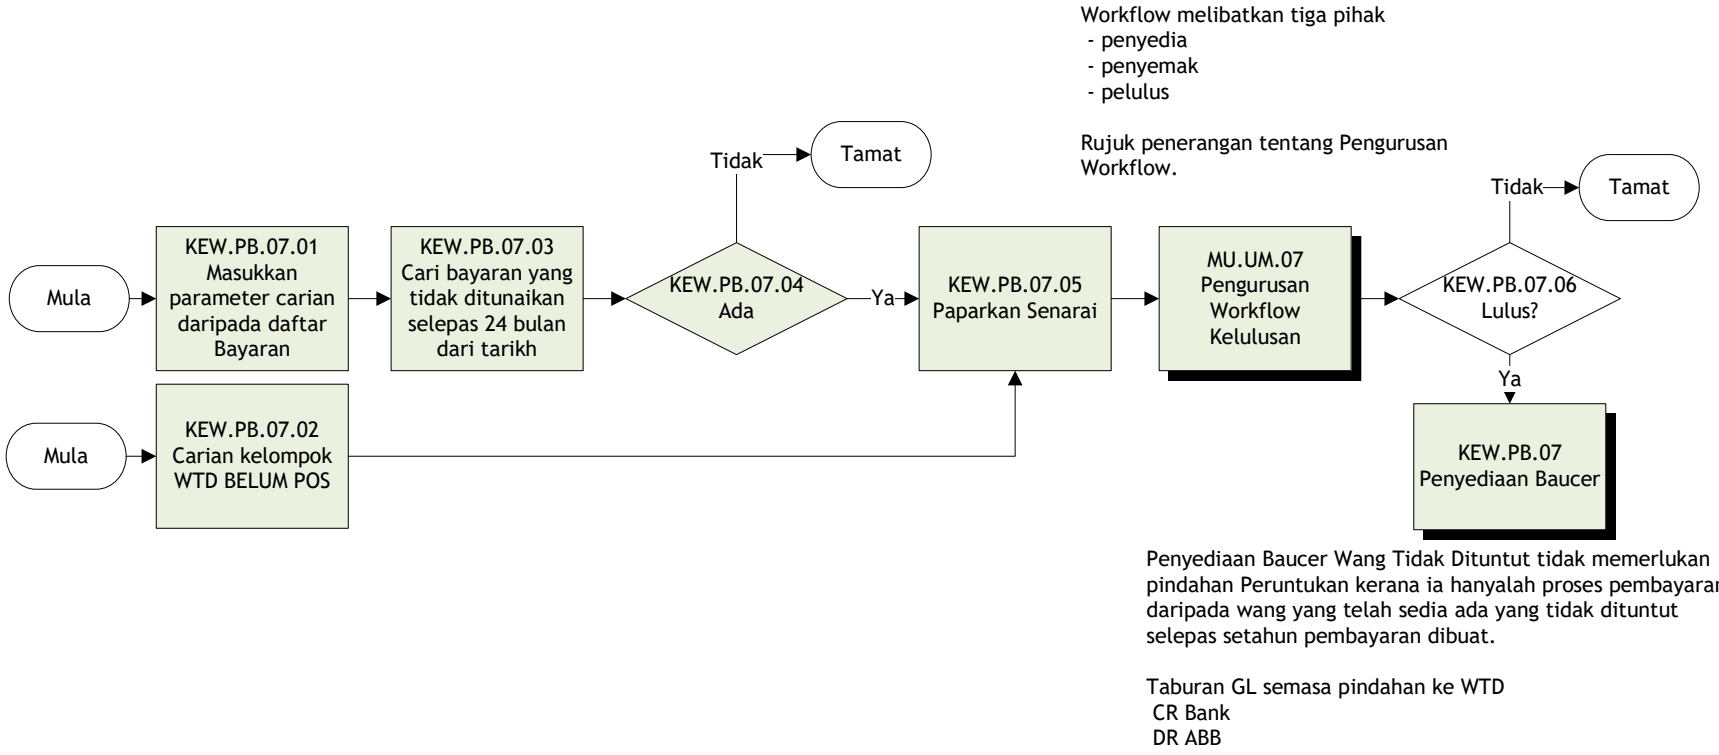 Workflow melibatkan tiga pihak
- penyedia
- penyemak
- pelulus
Rujuk penerangan tentang Pengurusan
Workflow.
Tidak
Tamat
Tidak
Tamat
Mula
KEW.PB.07.01
Masukkan
parameter carian
daripada daftar
Bayaran
KEW.PB.07.03
Cari bayaran yang
tidak ditunaikan
selepas 24 bulan
dari tarikh
KEW.PB.07.04
Ada
Ya
KEW.PB.07.05
Paparkan Senarai
MU.UM.07
Pengurusan
Workflow
Kelulusan
KEW.PB.07.06
Lulus?
Ya
Mula
KEW.PB.07.02
Carian kelompok
WTD BELUM POS
KEW.PB.07
Penyediaan Baucer
Penyediaan Baucer Wang Tidak Dituntut tidak memerlukan
pindahan Peruntukan kerana ia hanyalah proses pembayaran
daripada wang yang telah sedia ada yang tidak dituntut
selepas setahun pembayaran dibuat.
Taburan GL semasa pindahan ke WTD
CR Bank
DR ABB